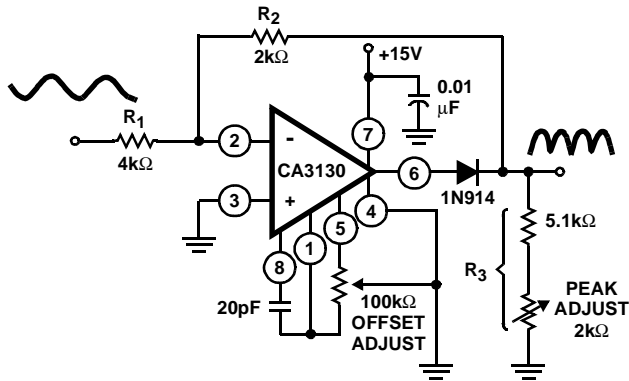 R2
2kΩ
+15V
0.01
μF
R1
4kΩ
2
-
7
CA3130
6
1N914
3
+
5
4
8
1
5.1kΩ
R3
20pF
100kΩ
OFFSET
ADJUST
PEAK
ADJUST
2kΩ